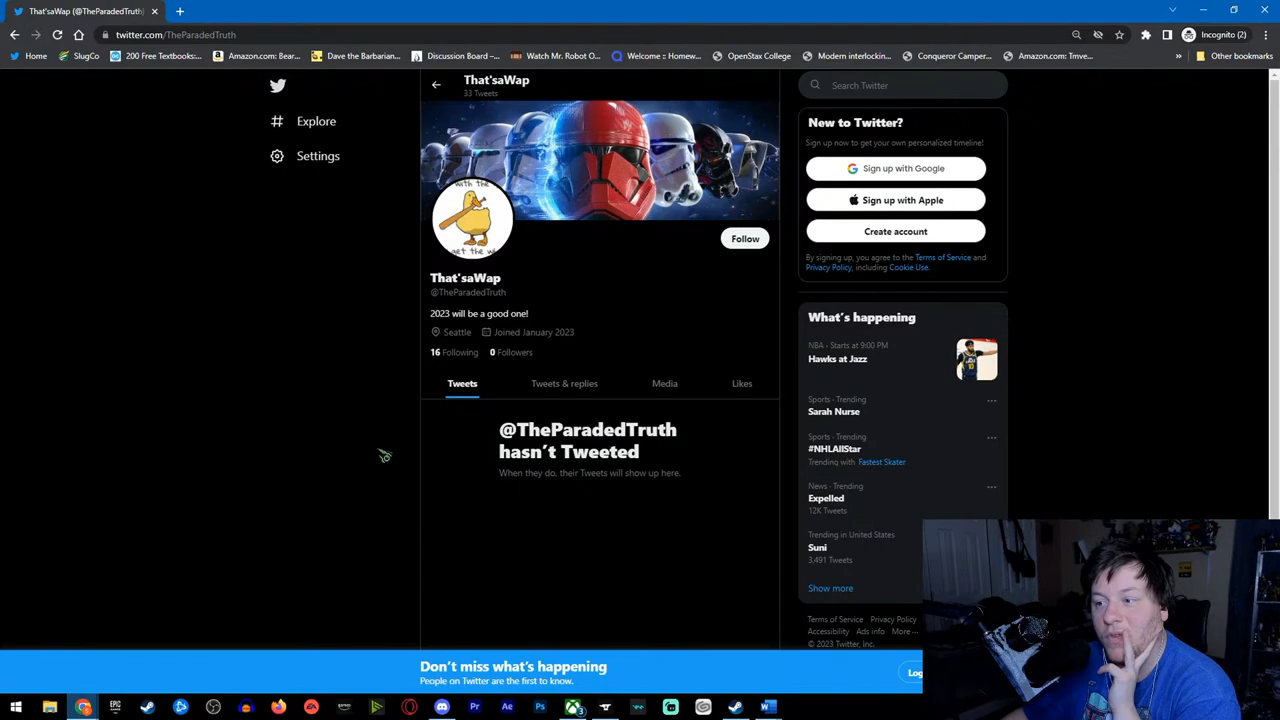 That'saWap (@TheParadedTruth)
twitter.com/TheParadedTruth
Incognito (2)
Home
SlugCo
200 Free Textbooks:...
Amazon.com: Bear...
Dave the Barbarian...
Discussion Board –...
Watch Mr. Robot O...
Welcome :: Homew...
OpenStax College
Modern interlockin...
Conqueror Camper...
Amazon.com: Tmve...
»
Other bookmarks
That'saWap
33 Tweets
Search Twitter
Explore
Settings
New to Twitter?
Sign up now to get your own personalized timeline!
Sign up with Google
Sign up with Apple
Create account
By signing up, you agree to the Terms of Service and
Privacy Policy, including Cookie Use.
with the
get the
Follow
That'saWap
@TheParadedTruth
2023 will be a good one!
Seattle Joined January 2023
16 Following 0 Followers
Tweets Tweets & replies Media Likes
@TheParadedTruth
hasn't Tweeted
When they do, their Tweets will show up here.
What's happening
NBA · Starts at 9:00 PM
Hawks at Jazz
Sports · Trending
Sarah Nurse
Sports · Trending
#NHLAllStar
Trending with Fastest Skater
News · Trending
Expelled
12K Tweets
Trending in United States
Suni
3,491 Tweets
Show more
Terms of Service Privacy Policy
Accessibility Ads info More ···
© 2023 Twitter, Inc.
Don't miss what's happening
People on Twitter are the first to know.
Log